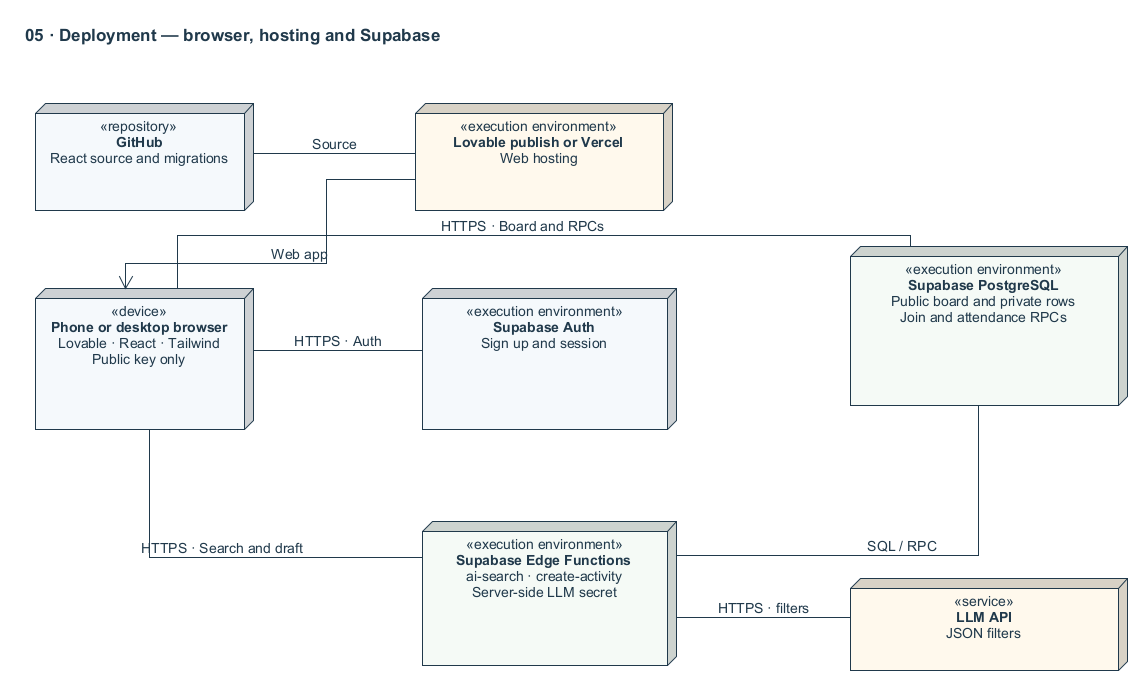 05 · Deployment — browser, hosting and Supabase
«repository»
GitHub
React source and migrations
Source
«execution environment»
Lovable publish or Vercel
Web hosting
HTTPS · Board and RPCs
Web app
«device»
Phone or desktop browser
Lovable · React · Tailwind
Public key only
HTTPS · Auth
«execution environment»
Supabase Auth
Sign up and session
«execution environment»
Supabase PostgreSQL
Public board and private rows
Join and attendance RPCs
HTTPS · Search and draft
«execution environment»
Supabase Edge Functions
ai-search · create-activity
Server-side LLM secret
SQL / RPC
HTTPS · filters
«service»
LLM API
JSON filters